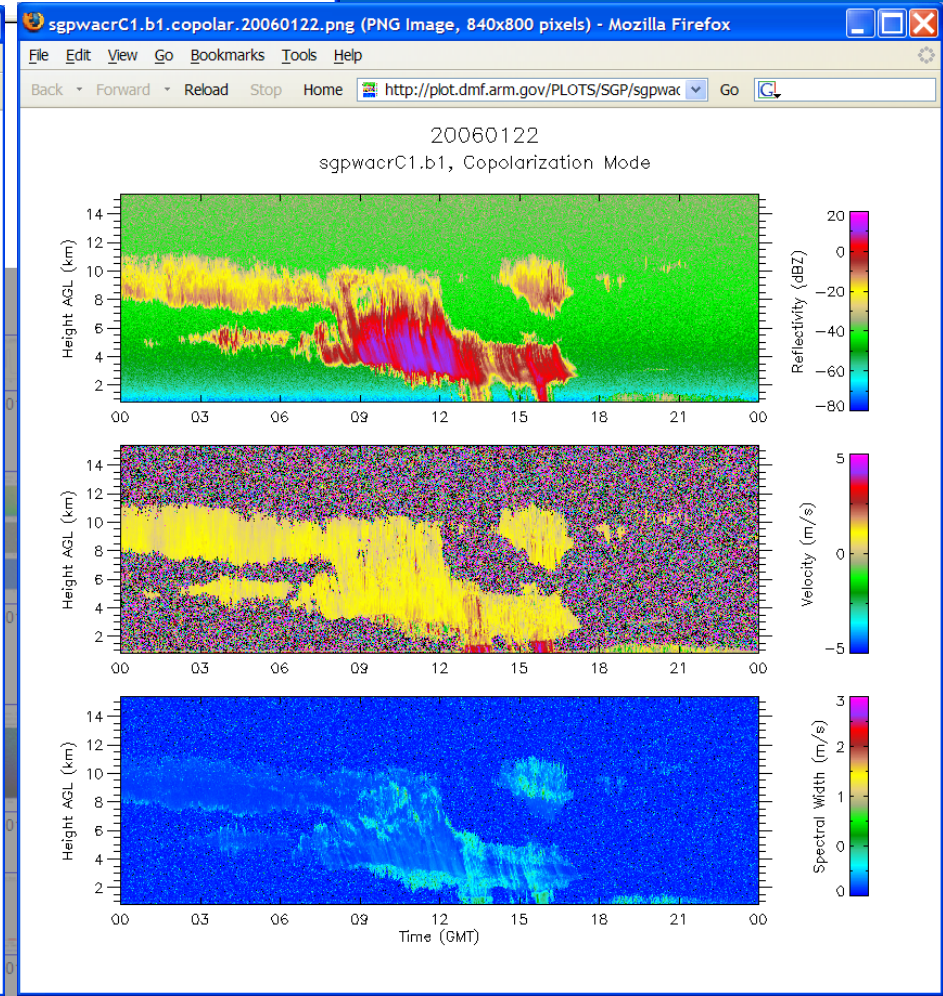 sgpwacrC1.b1.copolar.20060122.png (PNG Image, 840x800 pixels) - Mozilla Firefox
File Edit View Go Bookmarks Tools Help
Back Forward Reload Stop Home http://plot.dmf.arm.gov/PLOTS/SGP/sgpwac Go G
20060122
sgpwacrC1.b1, Copolarization Mode
Height AGL (km)
14
12
10
8
6
4
2
00 03 06 09 12 15 18 21 00
Reflectivity (dBZ)
20
0
-20
-40
-60
-80
Height AGL (km)
14
12
10
8
6
4
2
00 03 06 09 12 15 18 21 00
Velocity (m/s)
5
0
-5
Height AGL (km)
14
12
10
8
6
4
2
00 03 06 09 12 15 18 21 00
Time (GMT)
Spectral Width (m/s)
3
2
1
0
0